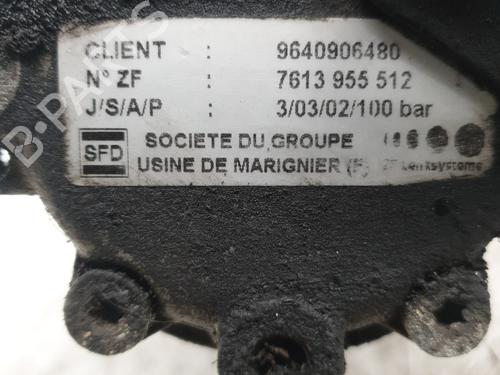 CLIENT : 9640906480
N° ZF : 7613 955 512
J/S/A/P : 3/03/02/100 bar
SFD SOCIETE DU GROUPE
USINE DE MARIGNIER (F) Lenksysteme
B-Parts